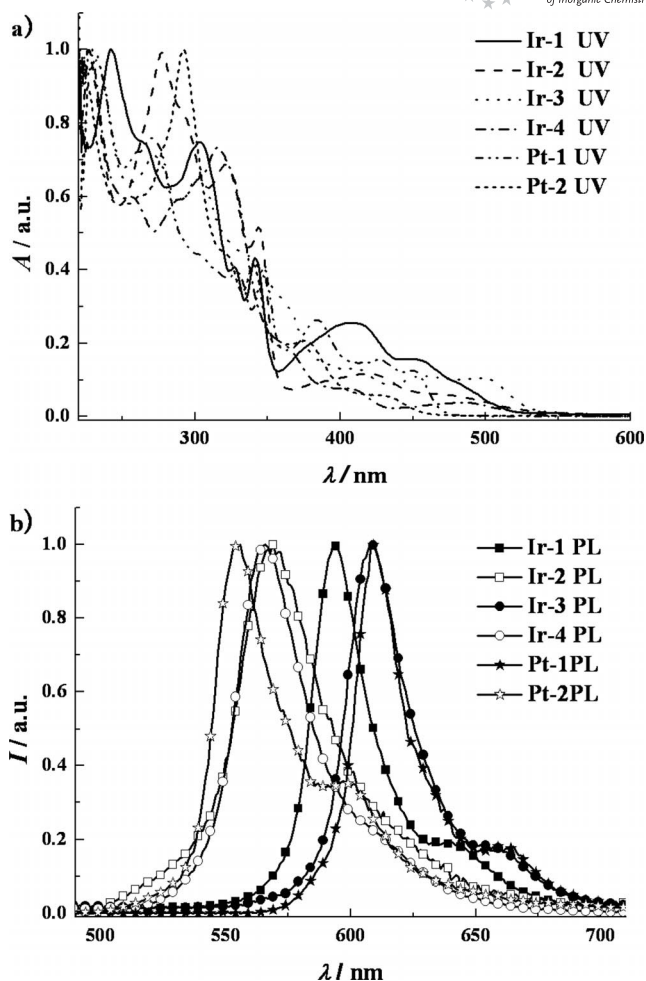 of Inorganic Chemist
a)
1.0
0.8
0.6
0.4
0.2
0.0
A / a.u.
300
400
500
600
λ / nm
Ir-1 UV
Ir-2 UV
Ir-3 UV
Ir-4 UV
Pt-1 UV
Pt-2 UV
b)
1.0
0.8
0.6
0.4
0.2
0.0
I / a.u.
500
550
600
650
700
λ / nm
Ir-1 PL
Ir-2 PL
Ir-3 PL
Ir-4 PL
Pt-1PL
Pt-2PL